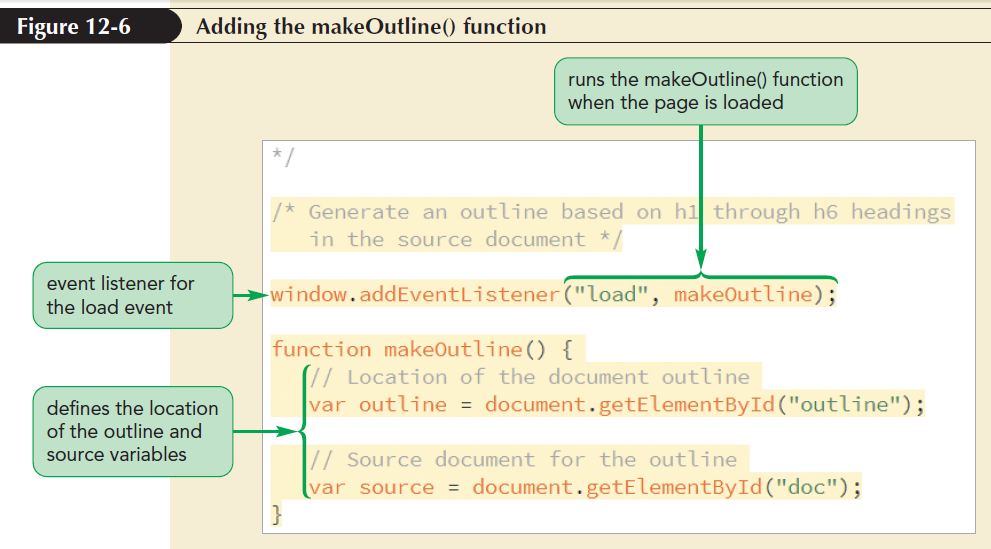 Figure 12-6
Adding the makeOutline() function
runs the makeOutline() function
when the page is loaded
*/
/* Generate an outline based on h1 through h6 headings
in the source document */
event listener for
the load event
window.addEventListener("load", makeOutline);
function makeOutline() {
// Location of the document outline
var outline = document.getElementById("outline");
defines the location
of the outline and
source variables
// Source document for the outline
var source = document.getElementById("doc");
}